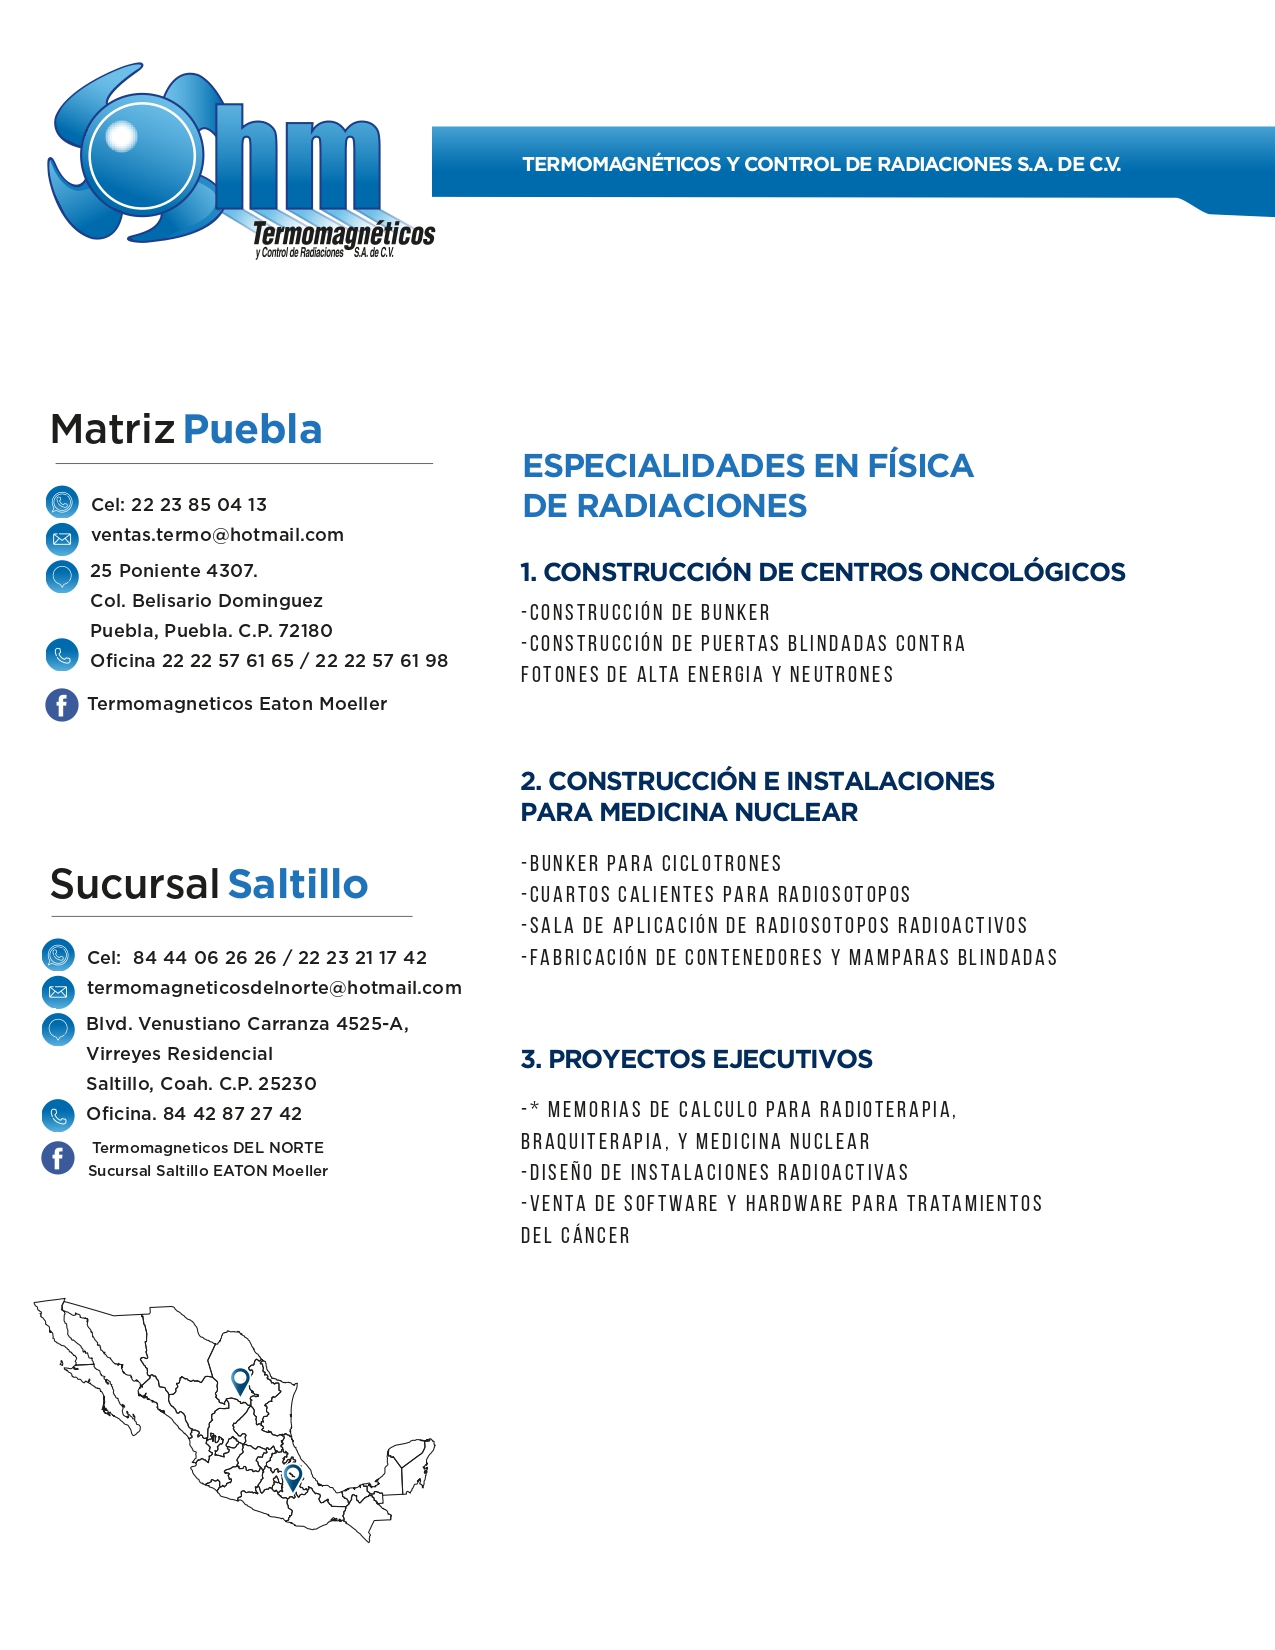 Ohm
Termomagnéticos
y Control de Radiaciones S.A. de C.V.
TERMOMAGNÉTICOS Y CONTROL DE RADIACIONES S.A. DE C.V.
Matriz Puebla
Cel: 22 23 85 04 13
ventas.termo@hotmail.com
25 Poniente 4307.
Col. Belisario Dominguez
Puebla, Puebla. C.P. 72180
Oficina 22 22 57 61 65 / 22 22 57 61 98
Termomagneticos Eaton Moeller
Sucursal Saltillo
Cel: 84 44 06 26 26 / 22 23 21 17 42
termomagneticosdelnorte@hotmail.com
Blvd. Venustiano Carranza 4525-A,
Virreyes Residencial
Saltillo, Coah. C.P. 25230
Oficina. 84 42 87 27 42
Termomagneticos DEL NORTE
Sucursal Saltillo EATON Moeller
ESPECIALIDADES EN FÍSICA
DE RADIACIONES
1. CONSTRUCCIÓN DE CENTROS ONCOLÓGICOS
-CONSTRUCCIÓN DE BUNKER
-CONSTRUCCIÓN DE PUERTAS BLINDADAS CONTRA
FOTONES DE ALTA ENERGIA Y NEUTRONES
2. CONSTRUCCIÓN E INSTALACIONES
PARA MEDICINA NUCLEAR
-BUNKER PARA CICLOTRONES
-CUARTOS CALIENTES PARA RADIOSOTOPOS
-SALA DE APLICACIÓN DE RADIOSOTOPOS RADIOACTIVOS
-FABRICACIÓN DE CONTENEDORES Y MAMPARAS BLINDADAS
3. PROYECTOS EJECUTIVOS
-* MEMORIAS DE CALCULO PARA RADIOTERAPIA,
BRAQUITERAPIA, Y MEDICINA NUCLEAR
-DISEÑO DE INSTALACIONES RADIOACTIVAS
-VENTA DE SOFTWARE Y HARDWARE PARA TRATAMIENTOS
DEL CÁNCER